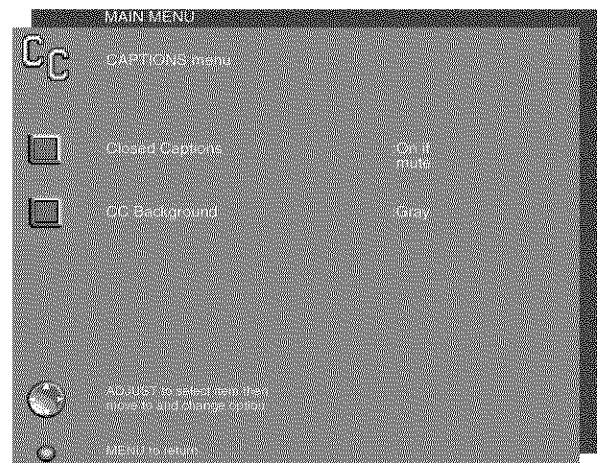 MAIN MENU
CC
CAPTIONS menu
Closed Captions
On if
mute
CC Background
Gray
ADJUST to select item then
move to and change option
MENU to return